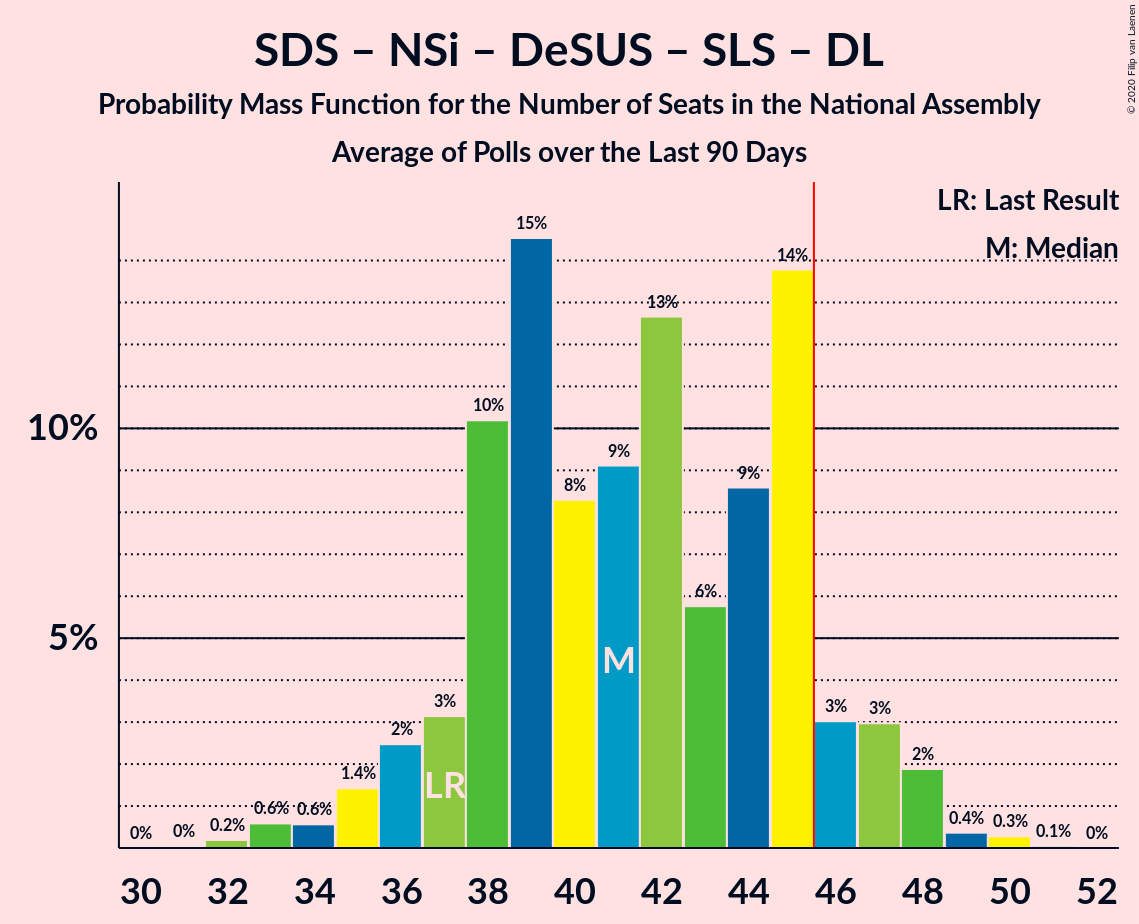 SDS – NSi – DeSUS – SLS – DL
Probability Mass Function for the Number of Seats in the National Assembly
Average of Polls over the Last 90 Days
© 2020 Filip van Laenen
LR: Last Result
M: Median
10%
5%
0%
0%
0.2%
0.6%
0.6%
1.4%
2%
3%
10%
15%
8%
9%
13%
6%
9%
14%
3%
3%
2%
0.4%
0.3%
0.1%
0%
LR
M
30 32 34 36 38 40 42 44 46 48 50 52